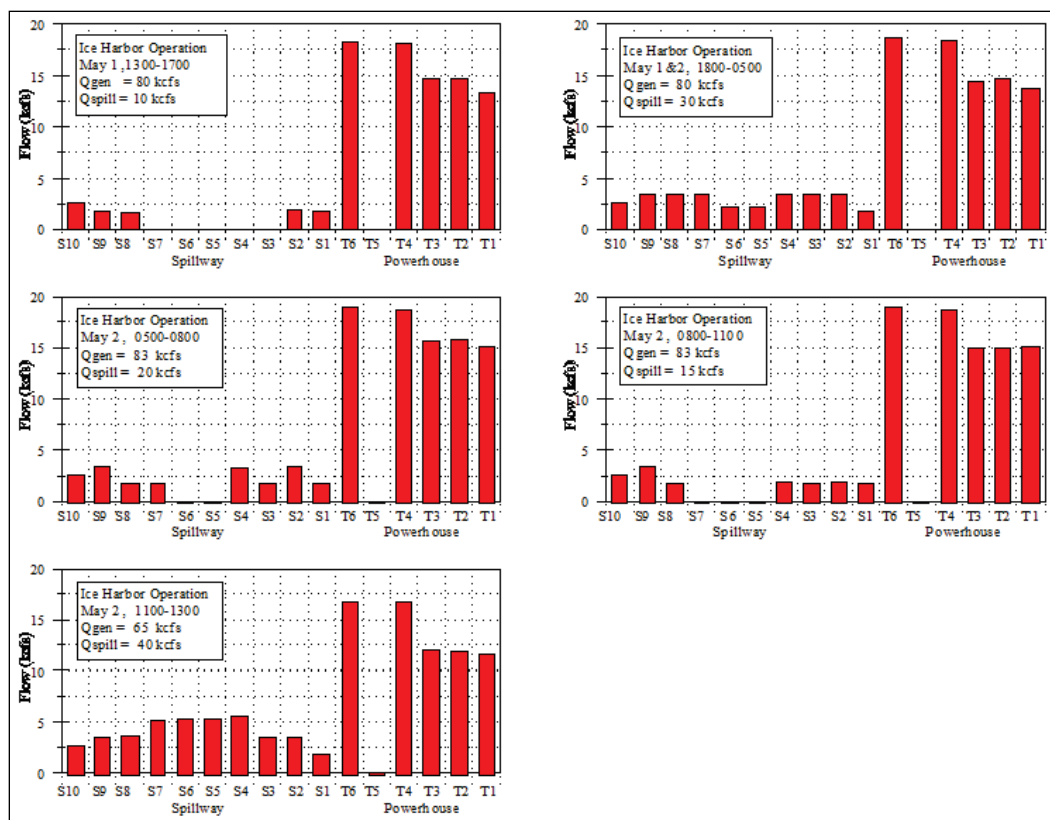 Ice Harbor Operation
May 1 ,1300-1700
Qgen = 80 kcfs
Qspill = 10 kcfs
Flow (kcfs)
20
15
10
5
0
S10 S9 S8 S7 S6 S5 S4 S3 S2 S1 T6 T5 T4 T3 T2 T1
Spillway Powerhouse
Ice Harbor Operation
May 1 &2, 1800-0500
Qgen = 80 kcfs
Qspill = 30 kcfs
Flow (kcfs)
20
15
10
5
0
S10 S9 S8 S7 S6 S5 S4 S3 S2 S1 T6 T5 T4 T3 T2 T1
Spillway Powerhouse
Ice Harbor Operation
May 2 , 0500-0800
Qgen = 83 kcfs
Qspill = 20 kcfs
Flow (kcfs)
20
15
10
5
0
S10 S9 S8 S7 S6 S5 S4 S3 S2 S1 T6 T5 T4 T3 T2 T1
Spillway Powerhouse
Ice Harbor Operation
May 2 , 0800-1100
Qgen = 83 kcfs
Qspill = 15 kcfs
Flow (kcfs)
20
15
10
5
0
S10 S9 S8 S7 S6 S5 S4 S3 S2 S1 T6 T5 T4 T3 T2 T1
Spillway Powerhouse
Ice Harbor Operation
May 2 , 1100-1300
Qgen = 65 kcfs
Qspill = 40 kcfs
Flow (kcfs)
20
15
10
5
0
S10 S9 S8 S7 S6 S5 S4 S3 S2 S1 T6 T5 T4 T3 T2 T1
Spillway Powerhouse